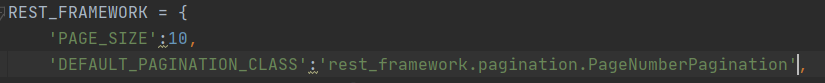 REST_FRAMEWORK = {
    'PAGE_SIZE':10,
    'DEFAULT_PAGINATION_CLASS':'rest_framework.pagination.PageNumberPagination',